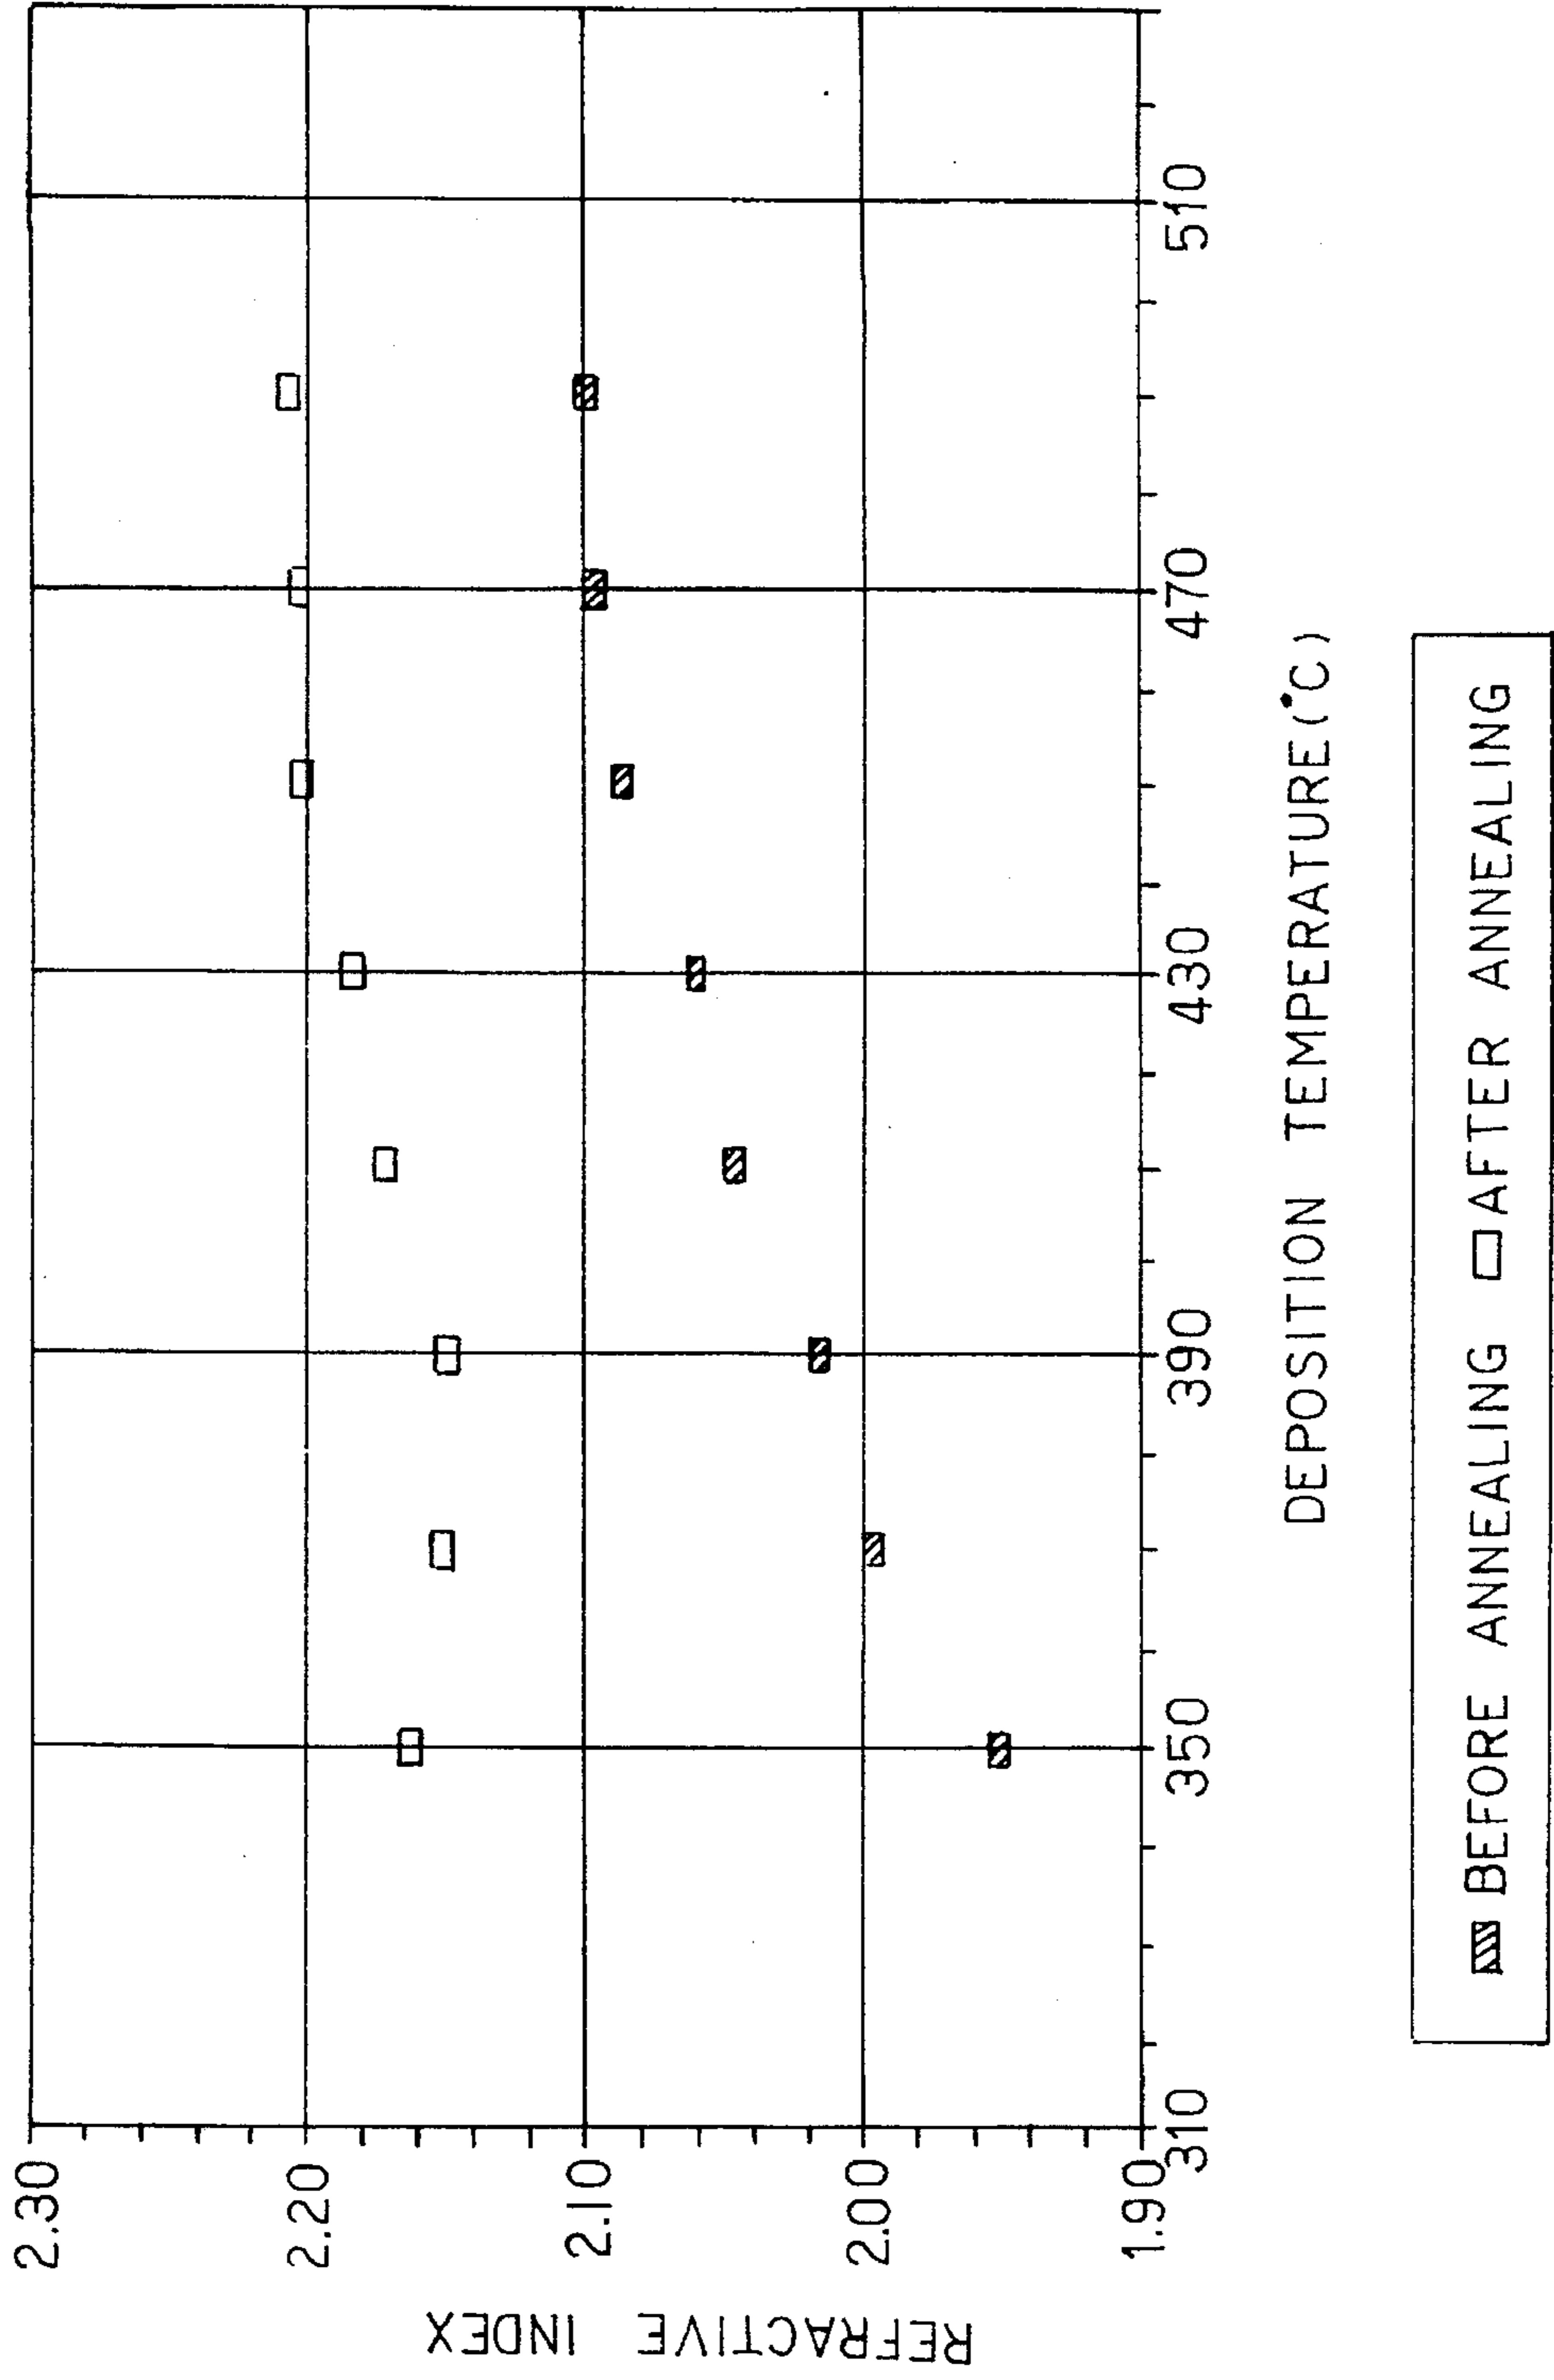 REFRACTIVE INDEX
2.30
2.20
2.10
2.00
1.90
310 350 390 430 470 510
DEPOSITION TEMPERATURE(°C)
BEFORE ANNEALING AFTER ANNEALING